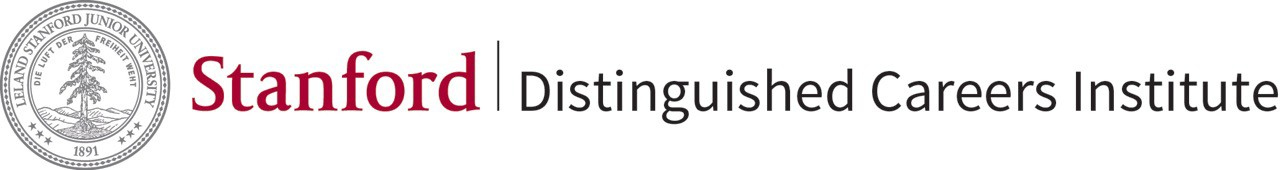 LELAND STANFORD JUNIOR UNIVERSITY
DIE LUFT DER FREIHEIT WEHT
1891
Stanford | Distinguished Careers Institute